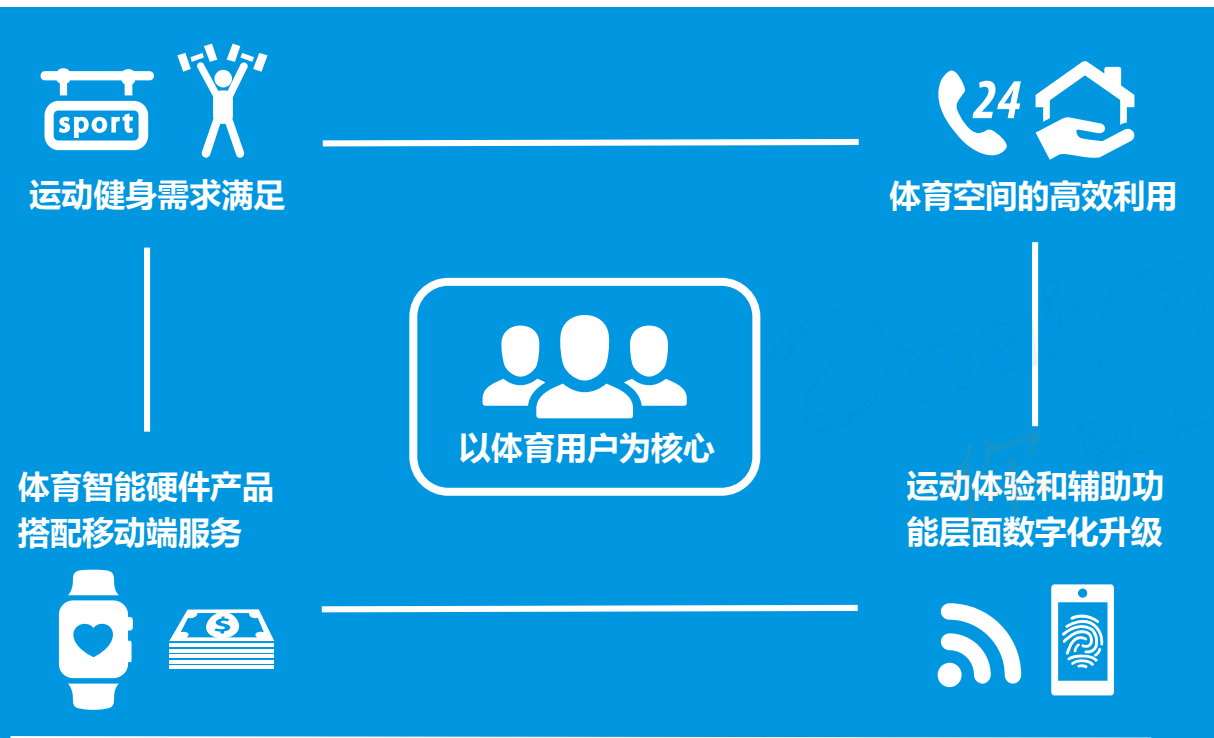 sport
24
运动健身需求满足
体育空间的高效利用
以体育用户为核心
体育智能硬件产品
搭配移动端服务
运动体验和辅助功
能层面数字化升级
$